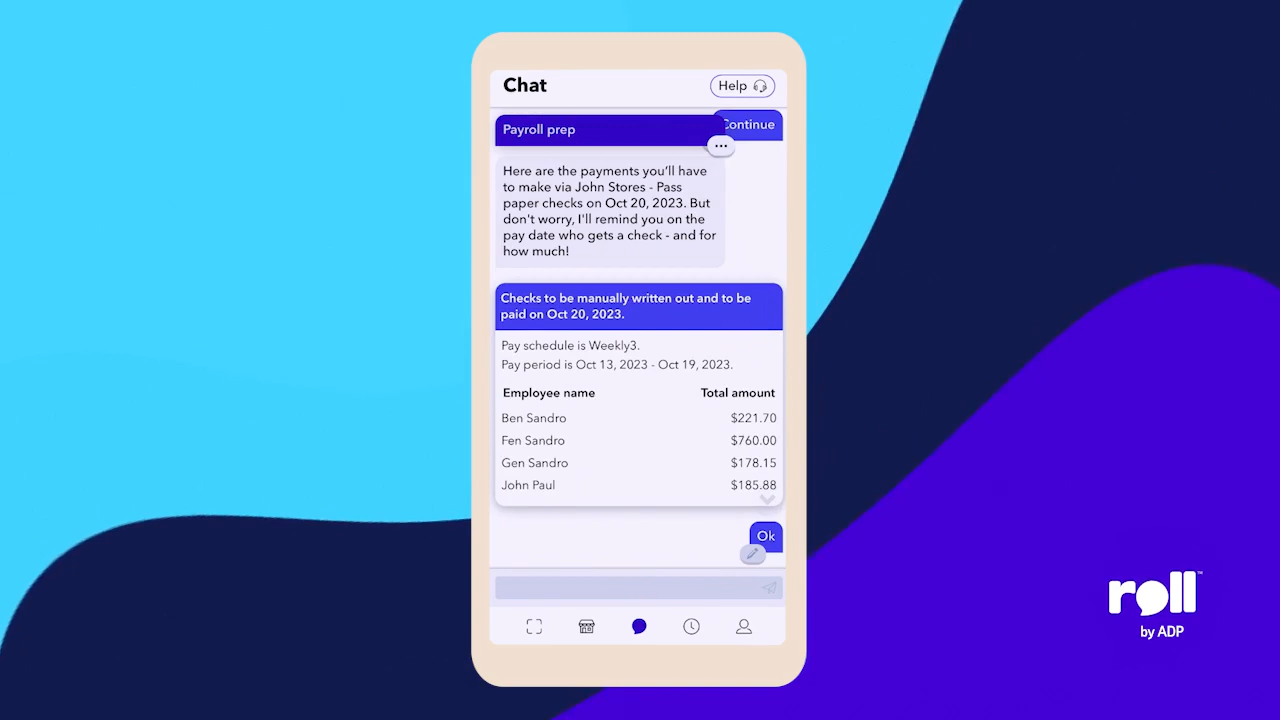 Chat
Help
Continue
Payroll prep
...
Here are the payments you'll have
to make via John Stores - Pass
paper checks on Oct 20, 2023. But
don't worry, I'll remind you on the
pay date who gets a check - and for
how much!
Checks to be manually written out and to be
paid on Oct 20, 2023.
Pay schedule is Weekly3.
Pay period is Oct 13, 2023 - Oct 19, 2023.
Employee name Total amount
Ben Sandro $221.70
Fen Sandro $760.00
Gen Sandro $178.15
John Paul $185.88
Ok
roll™
by ADP